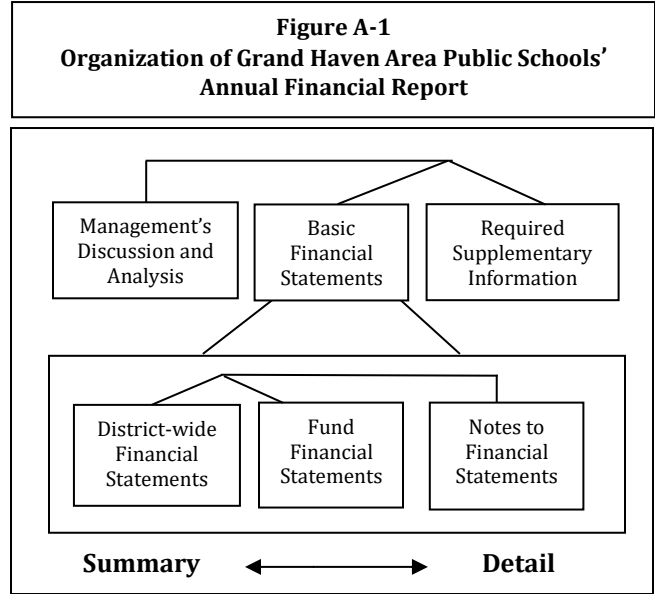 Figure A-1
Organization of Grand Haven Area Public Schools’
Annual Financial Report
Management’s
Discussion and
Analysis
Basic
Financial
Statements
Required
Supplementary
Information
District-wide
Financial
Statements
Fund
Financial
Statements
Notes to
Financial
Statements
Summary
Detail